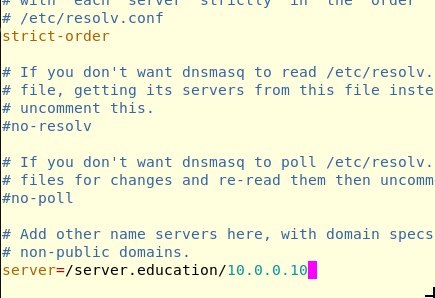 # with "each" server "strictly" in the order
# /etc/resolv.conf
strict-order
# If you don't want dnsmasq to read /etc/resolv.
# file, getting its servers from this file inste
# uncomment this.
#no-resolv
# If you don't want dnsmasq to poll /etc/resolv.
# files for changes and re-read them then uncomm
#no-poll
# Add other name servers here, with domain specs
# non-public domains.
server=/server.education/10.0.0.10